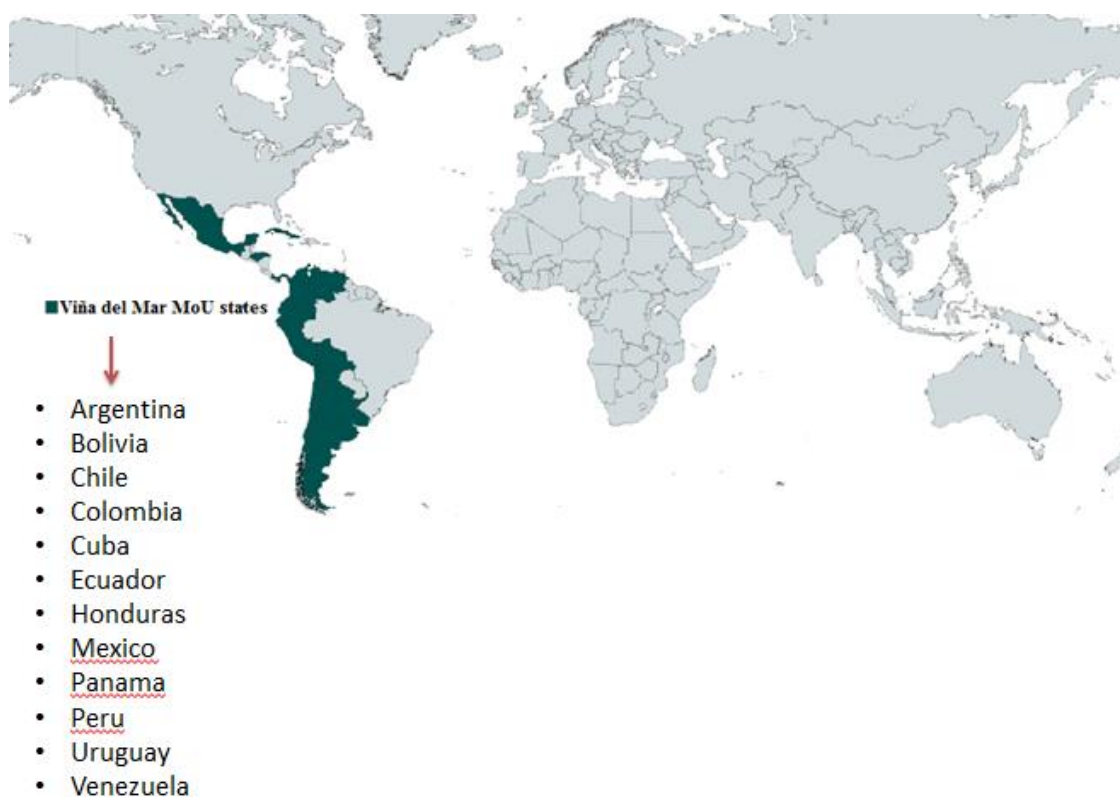 Viña del Mar MoU states
• Argentina
• Bolivia
• Chile
• Colombia
• Cuba
• Ecuador
• Honduras
• Mexico
• Panama
• Peru
• Uruguay
• Venezuela